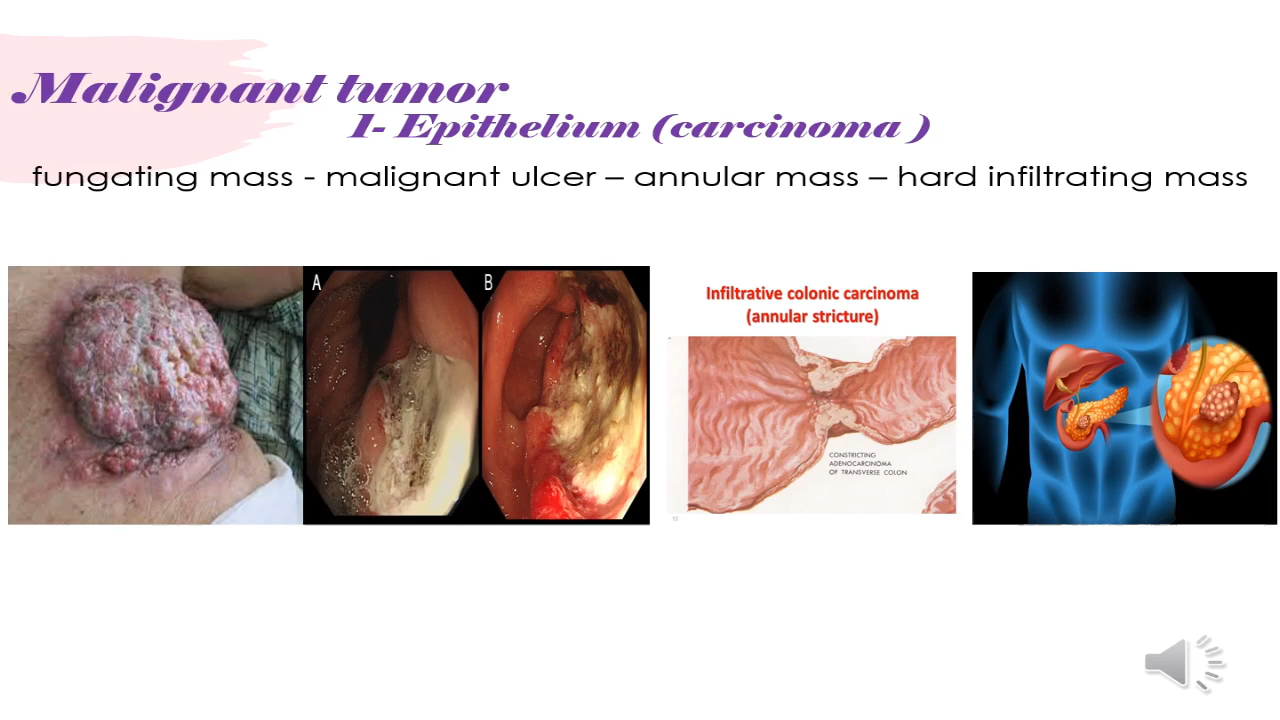 Malignant tumor
1- Epithelium (carcinoma )
fungating mass - malignant ulcer – annular mass – hard infiltrating mass
A
B
Infiltrative colonic carcinoma
(annular stricture)
CONSTRICTING
ADENOCARCINOMA
OF TRANSVERSE COLON